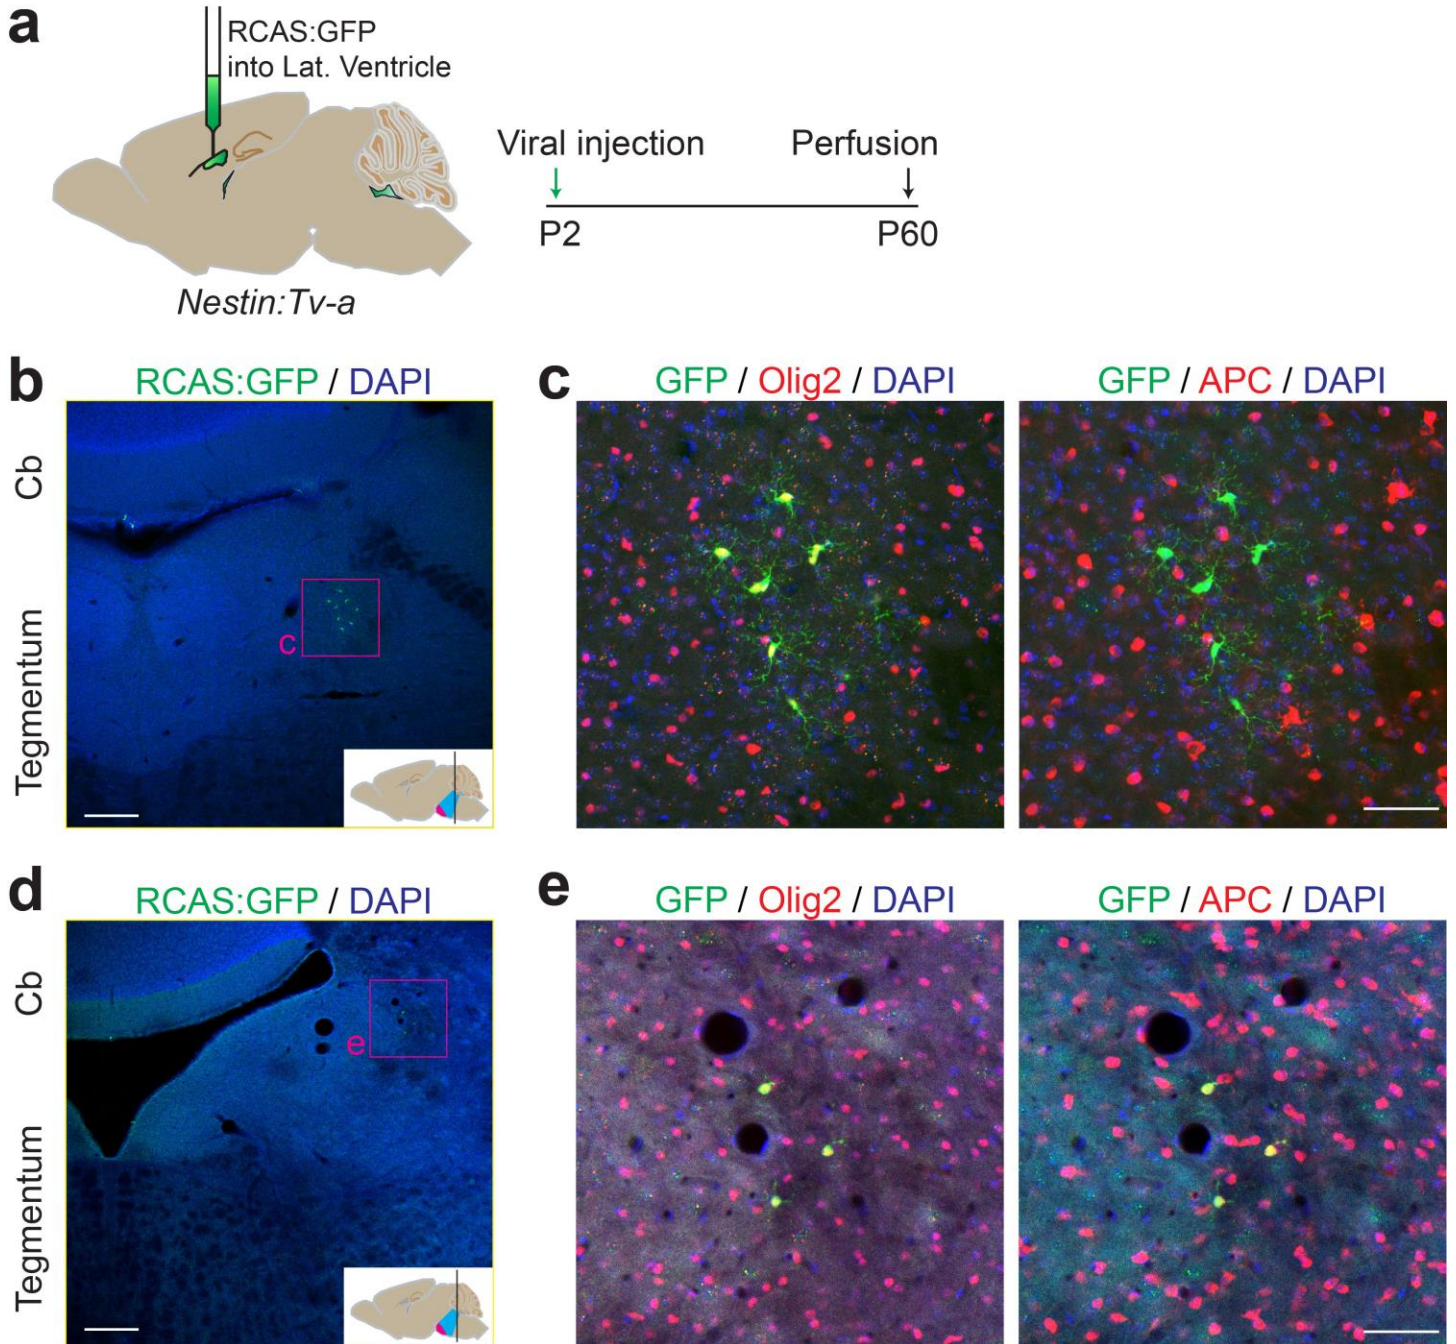 a
RCAS:GFP
into Lat. Ventricle
Viral injection
Perfusion
P2
P60
Nestin:Tv-a
b
RCAS:GFP / DAPI
Cb
Tegmentum
c
c
GFP / Olig2 / DAPI
GFP / APC / DAPI
d
RCAS:GFP / DAPI
Cb
Tegmentum
e
e
GFP / Olig2 / DAPI
GFP / APC / DAPI